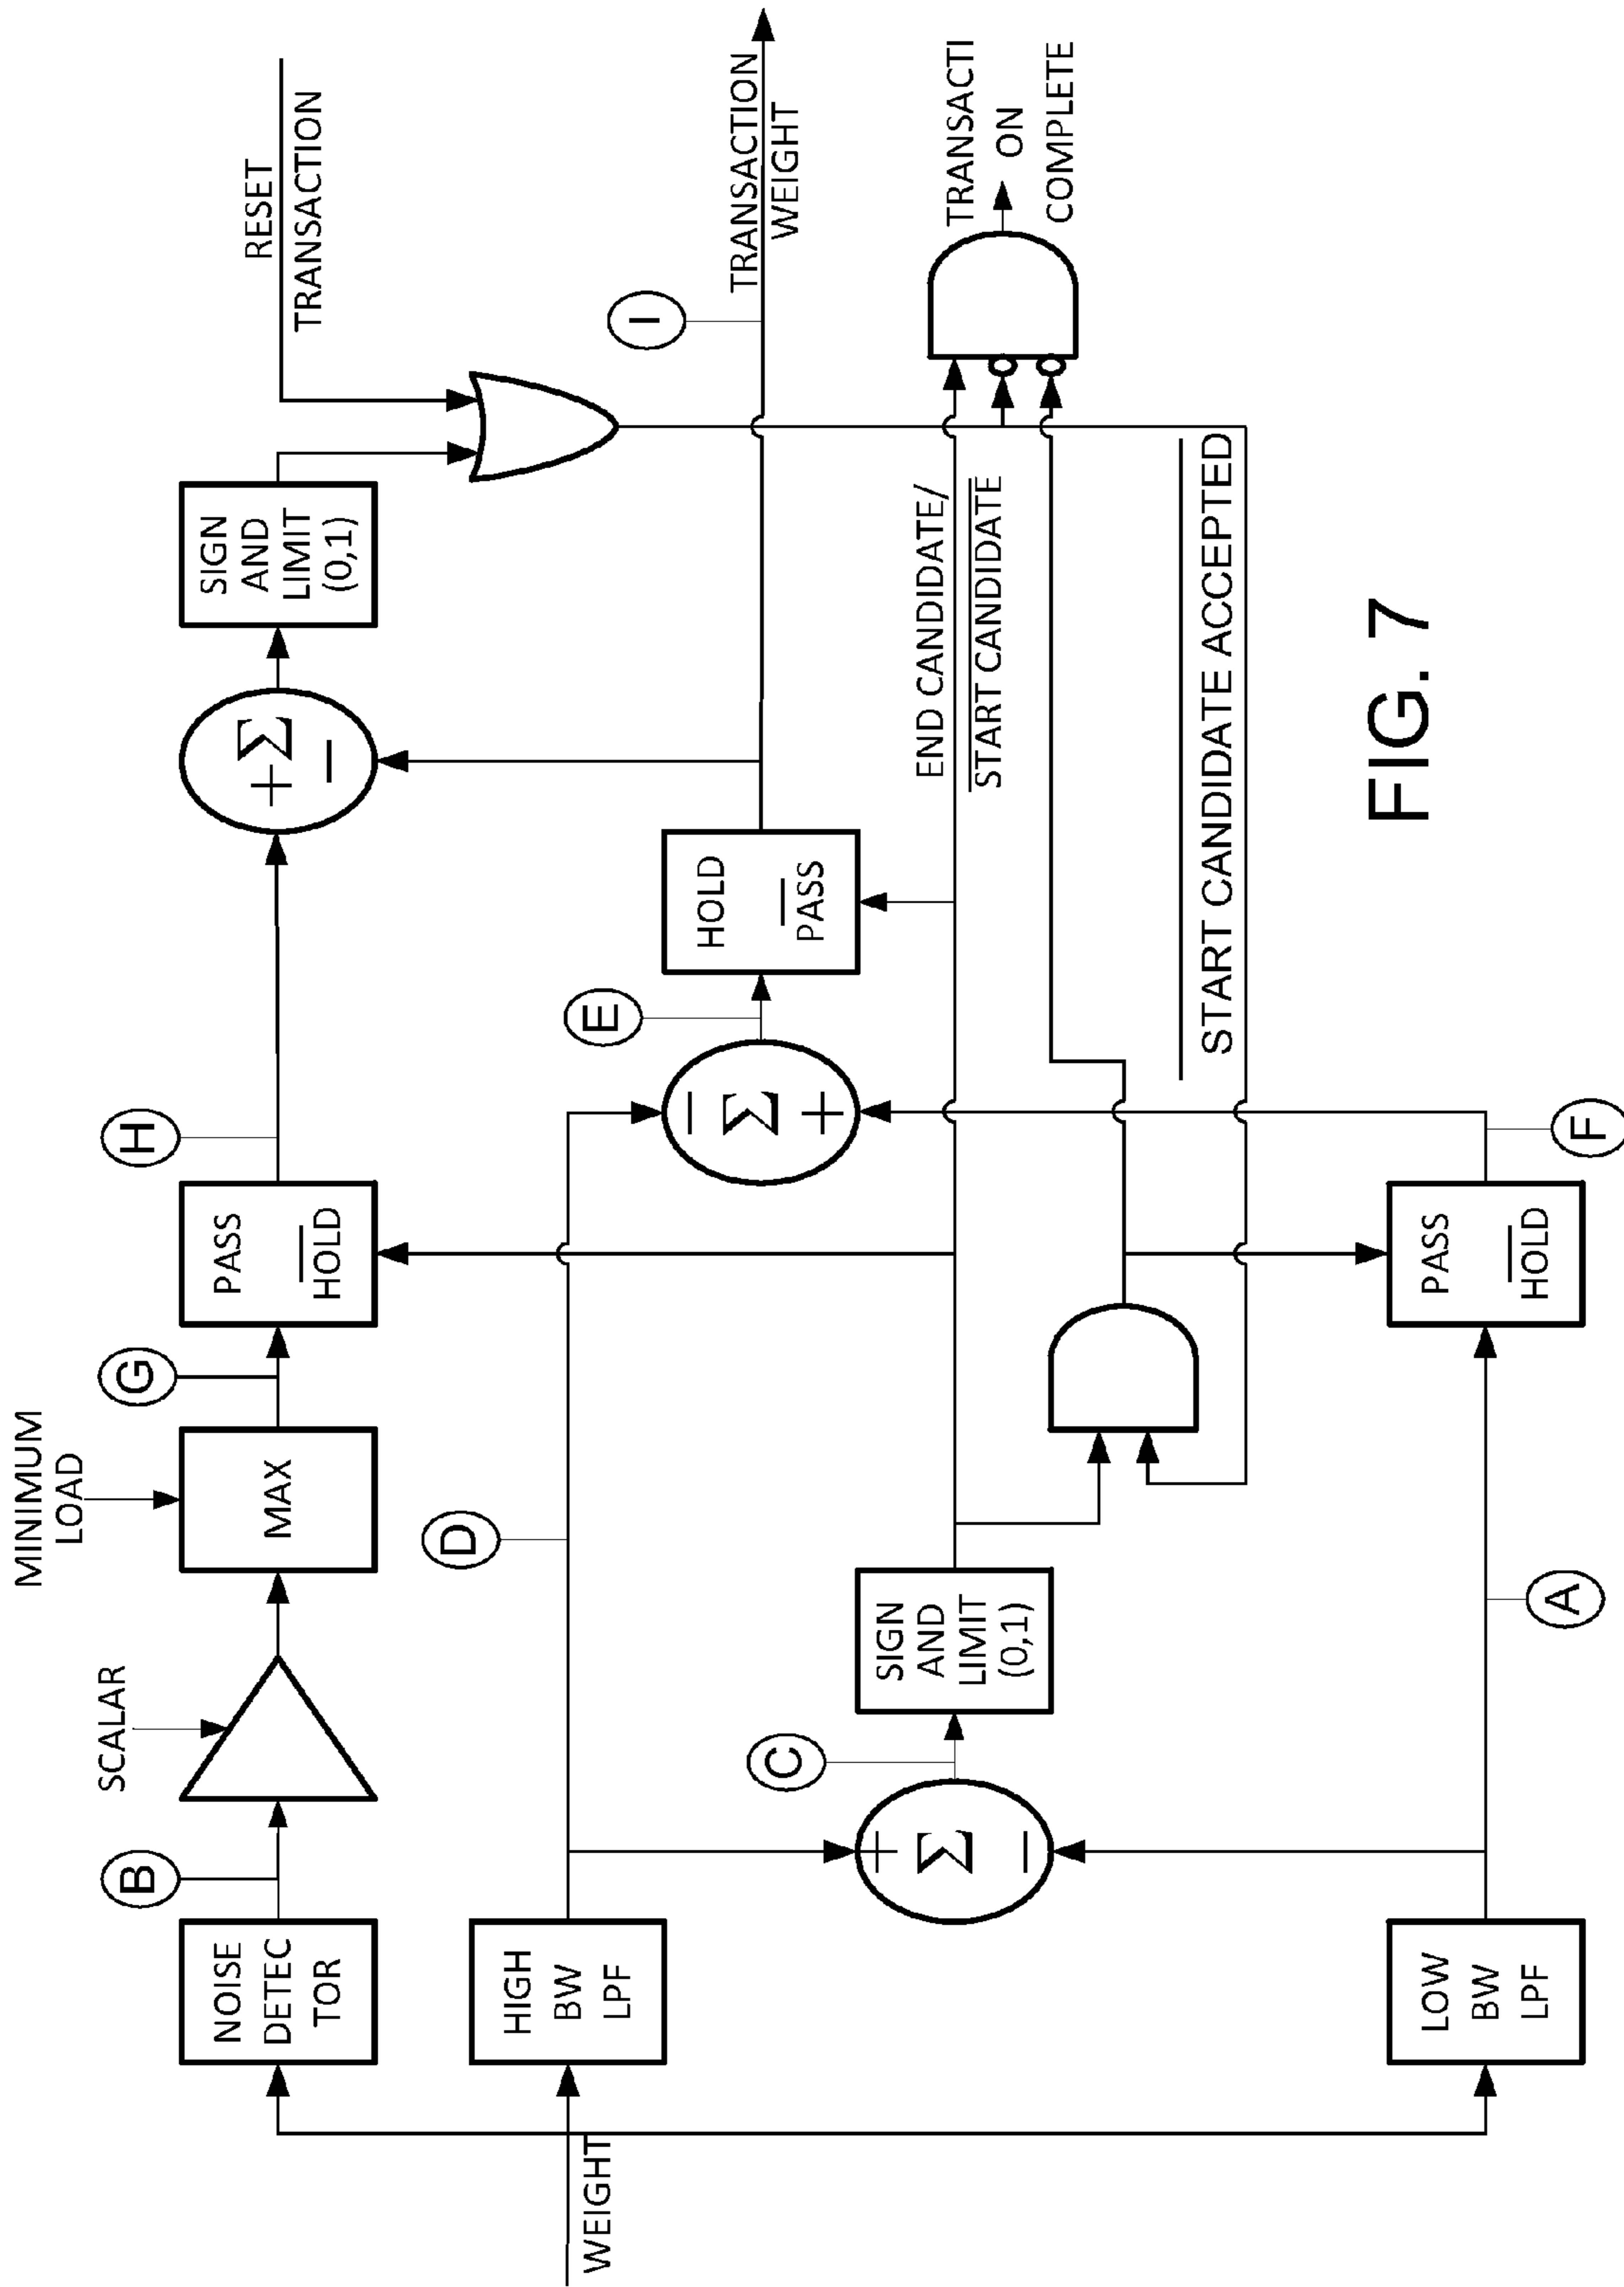 RESET
TRANSACTION
SIGN
AND
LIMIT
(0,1)
+ Σ
−
H
PASS
HOLD
G
MINIMUM
LOAD
MAX
SCALAR
B
NOISE
DETEC
TOR
TRANSACTION
WEIGHT
I
HOLD
PASS
E
−
Σ
+
D
HIGH
BW
LPF
WEIGHT
TRANSACTI
ON
COMPLETE
END CANDIDATE/
START CANDIDATE
SIGN
AND
LIMIT
(0,1)
C
+
Σ
−
START CANDIDATE ACCEPTED
F
PASS
HOLD
A
LOW
BW
LPF
FIG. 7